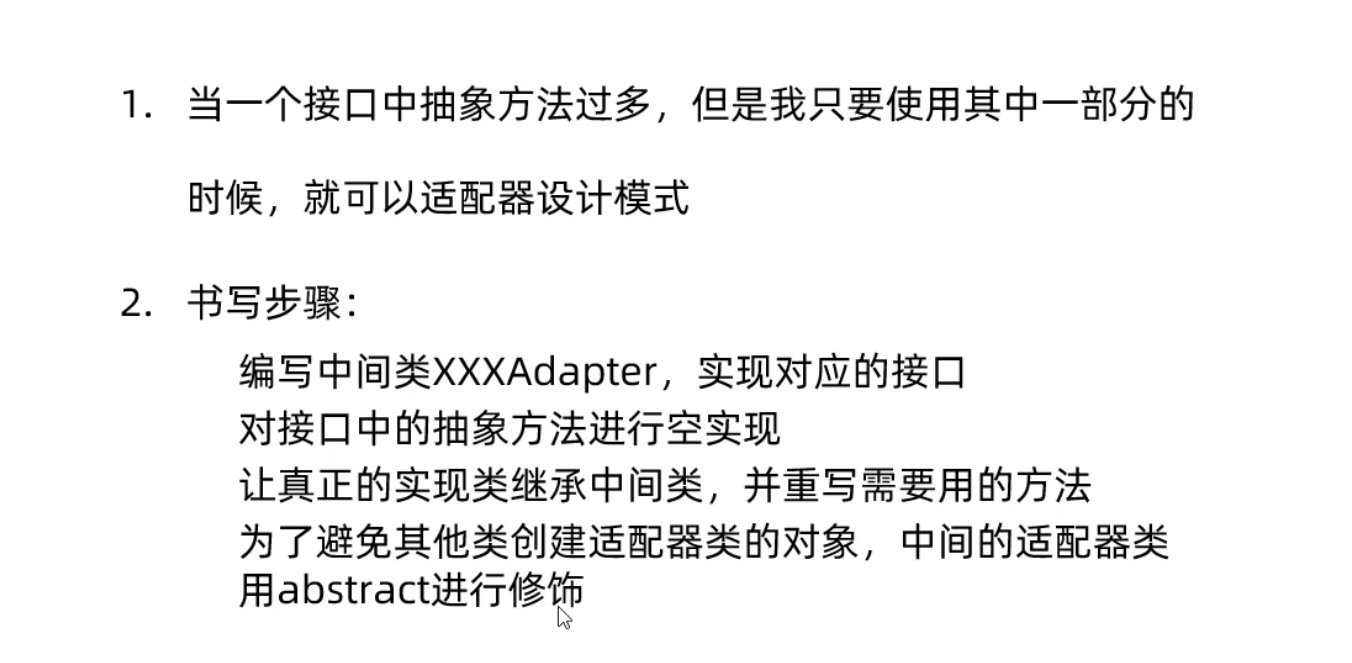 1. 当一个接口中抽象方法过多，但是我只要使用其中一部分的
时候，就可以适配器设计模式
2. 书写步骤：
编写中间类XXXAdapter，实现对应的接口
对接口中的抽象方法进行空实现
让真正的实现类继承中间类，并重写需要用的方法
为了避免其他类创建适配器类的对象，中间的适配器类
用abstract进行修饰